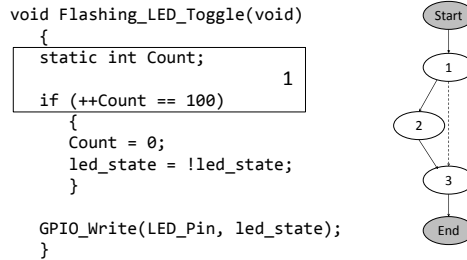 void Flashing_LED_Toggle(void)
{
static int Count;
1
if (++Count == 100)
{
Count = 0;
led_state = !led_state;
}
GPIO_Write(LED_Pin, led_state);
}
Start
1
2
3
End